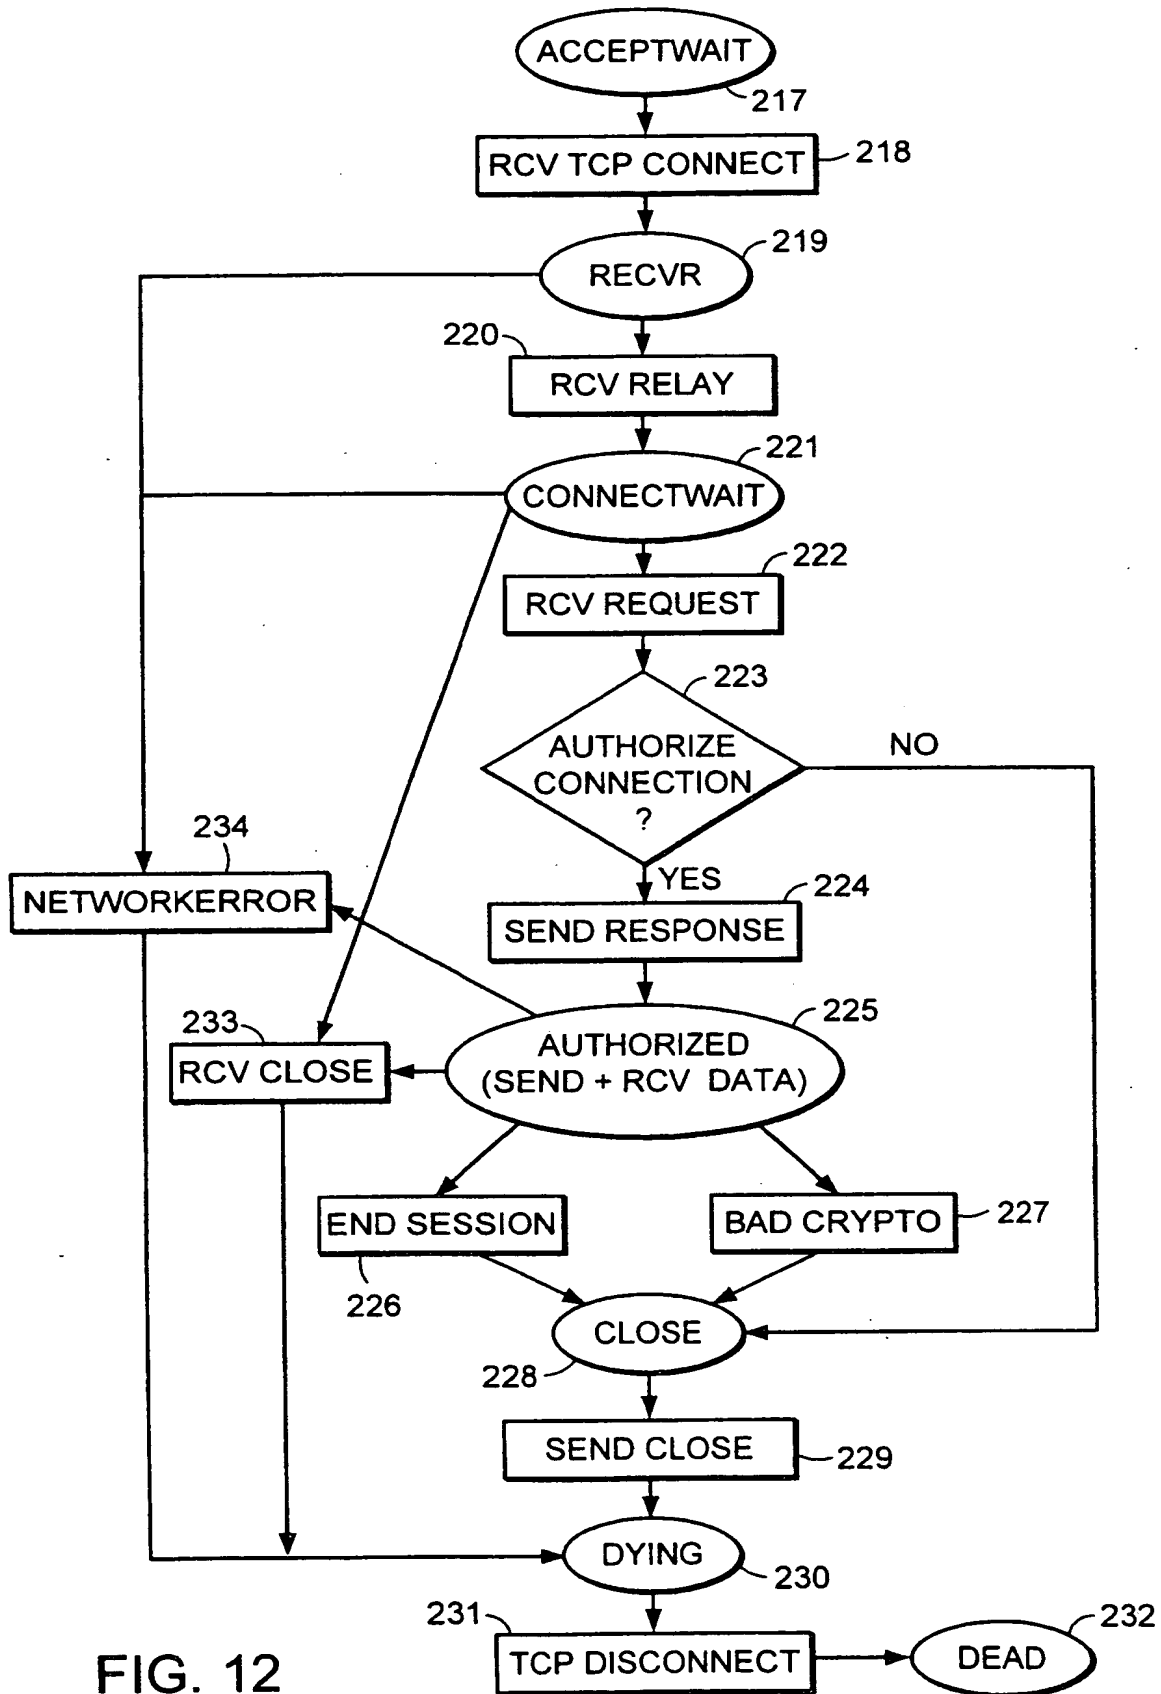 ACCEPTWAIT
217
RCV TCP CONNECT
218
219
RECVR
220
RCV RELAY
221
CONNECTWAIT
222
RCV REQUEST
223
AUTHORIZE
CONNECTION
?
NO
YES
234
NETWORKERROR
224
SEND RESPONSE
225
AUTHORIZED
(SEND + RCV DATA)
233
RCV CLOSE
END SESSION
226
BAD CRYPTO
227
CLOSE
228
SEND CLOSE
229
DYING
230
231
TCP DISCONNECT
232
DEAD
FIG. 12